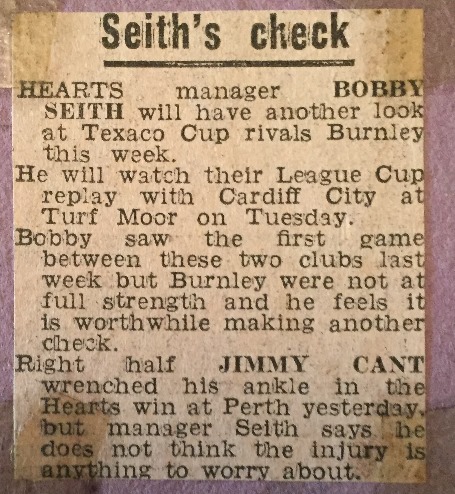 Seith's check
HEARTS manager BOBBY
SEITH will have another look
at Texaco Cup rivals Burnley
this week.
He will watch their League Cup
replay with Cardiff City at
Turf Moor on Tuesday.
Bobby saw the first game
between these two clubs last
week but Burnley were not at
full strength and he feels it
is worthwhile making another
check.
Right half JIMMY CANT
wrenched his ankle in the
Hearts win at Perth yesterday,
but manager Seith says he
does not think the injury is
anything to worry about.